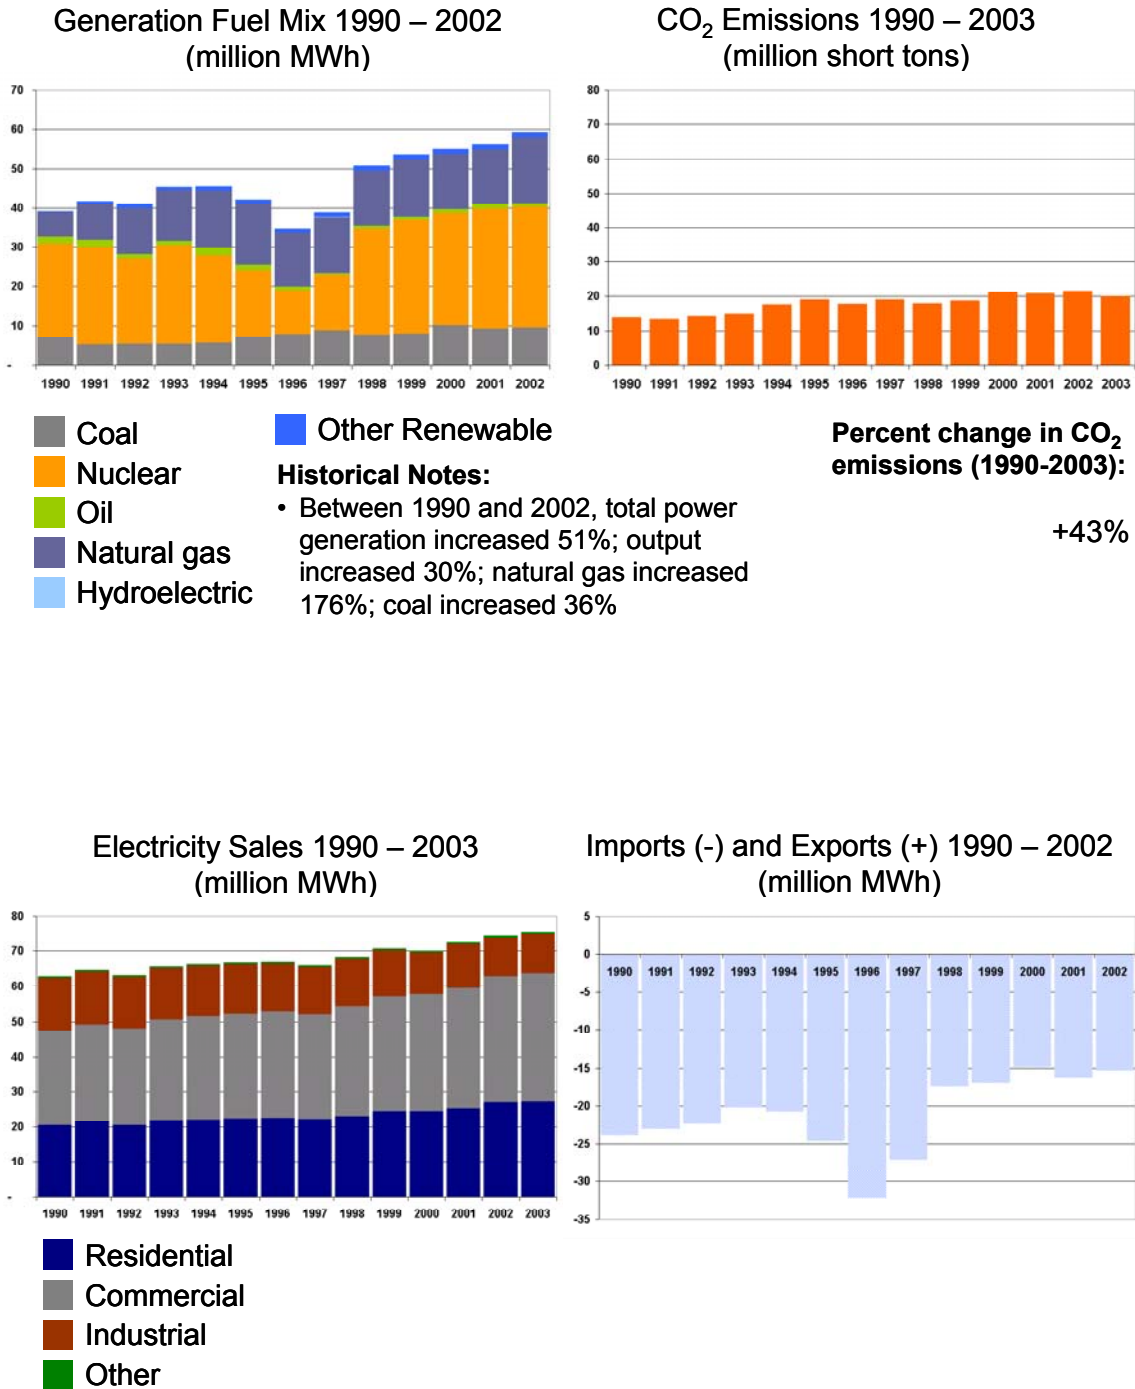 Generation Fuel Mix 1990 – 2002
(million MWh)
70
60
50
40
30
20
10
-
1990 1991 1992 1993 1994 1995 1996 1997 1998 1999 2000 2001 2002
Coal
Nuclear
Oil
Natural gas
Hydroelectric
Other Renewable
Historical Notes:
• Between 1990 and 2002, total power
generation increased 51%; output
increased 30%; natural gas increased
176%; coal increased 36%
CO₂ Emissions 1990 – 2003
(million short tons)
80
70
60
50
40
30
20
10
0
1990 1991 1992 1993 1994 1995 1996 1997 1998 1999 2000 2001 2002 2003
Percent change in CO₂
emissions (1990-2003):
+43%
Electricity Sales 1990 – 2003
(million MWh)
80
70
60
50
40
30
20
10
-
1990 1991 1992 1993 1994 1995 1996 1997 1998 1999 2000 2001 2002 2003
Residential
Commercial
Industrial
Other
Imports (-) and Exports (+) 1990 – 2002
(million MWh)
5
0
1990 1991 1992 1993 1994 1995 1996 1997 1998 1999 2000 2001 2002
-5
-10
-15
-20
-25
-30
-35